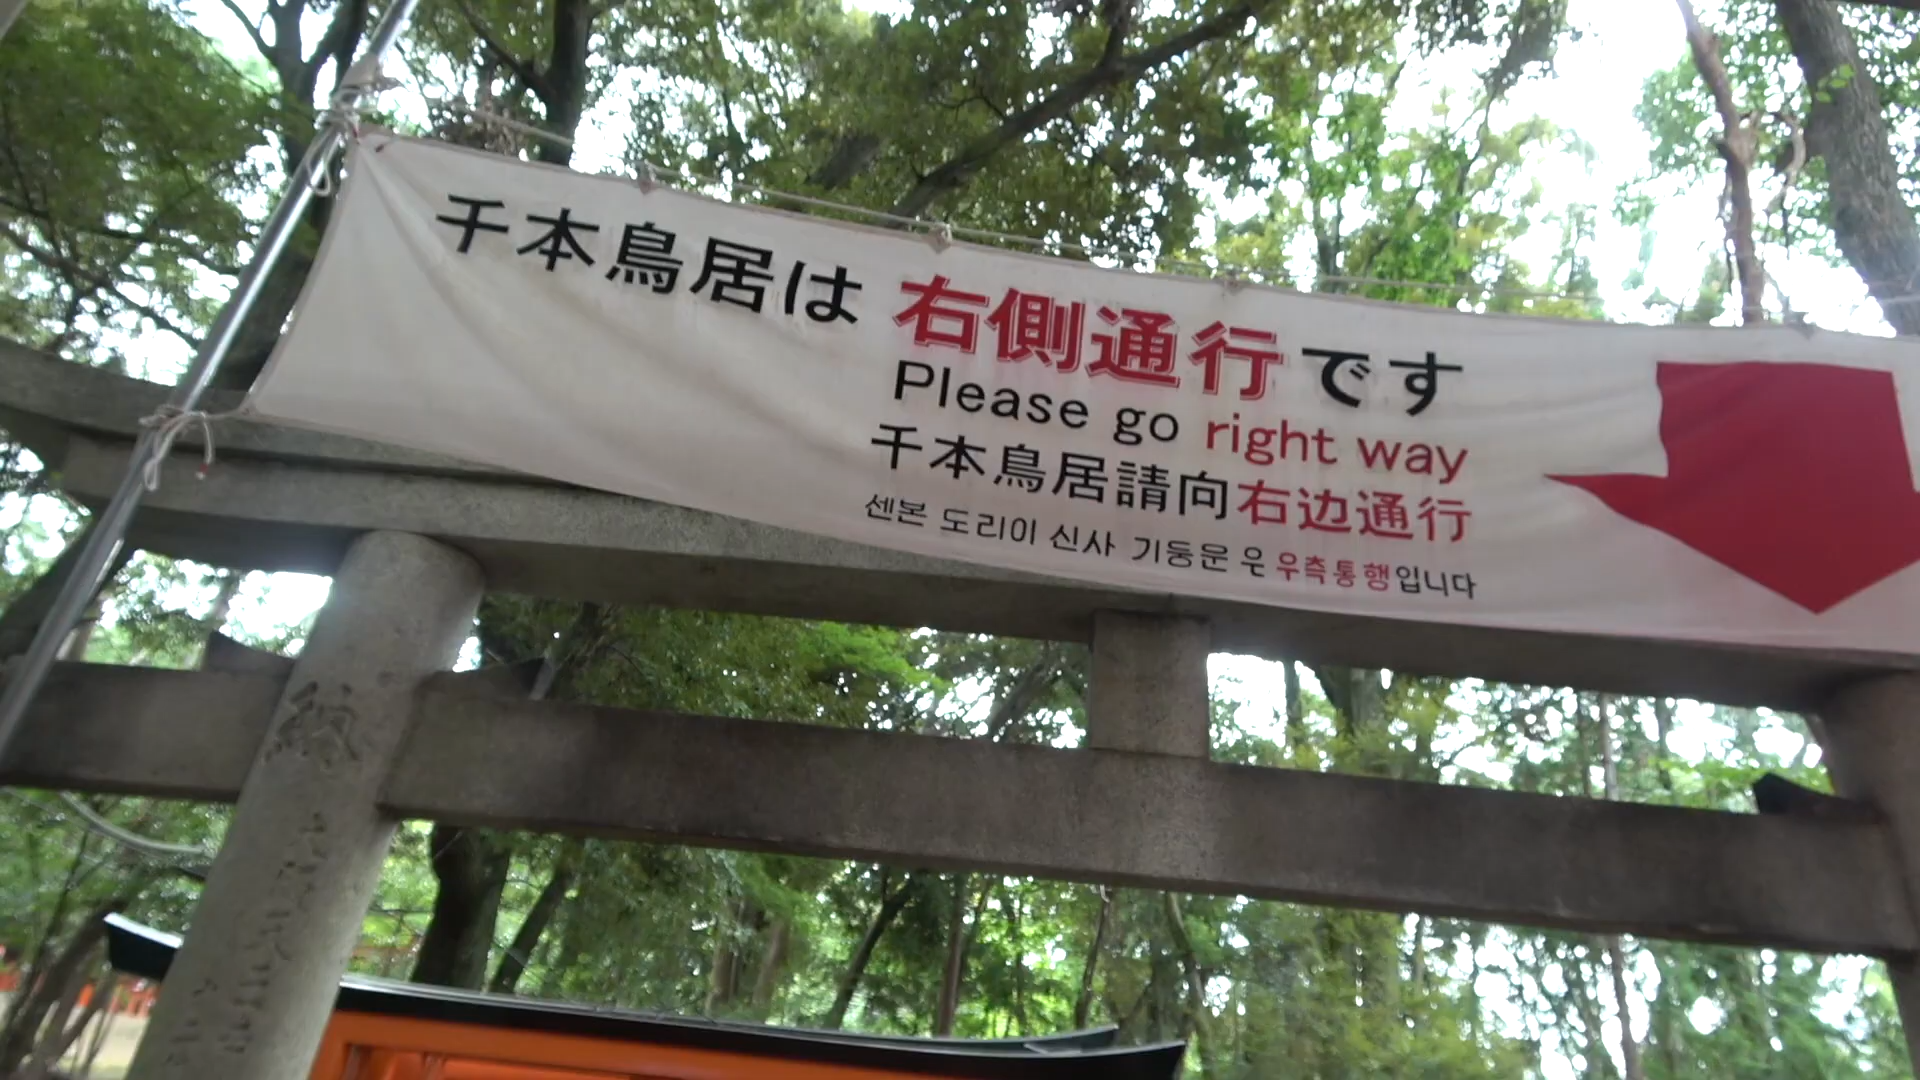 千本鳥居は 右側通行です
Please go right way
千本鳥居請向右边通行
센본 도리이 신사 기둥문 은 우측통행입니다